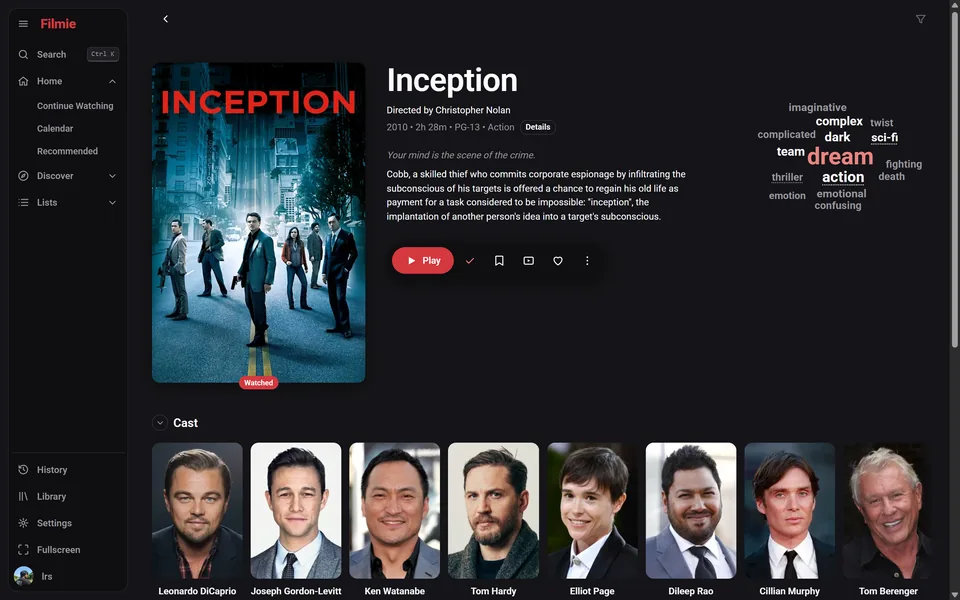 Filmie
Search
Ctrl K
Home
Continue Watching
Calendar
Recommended
Discover
Lists
History
Library
Settings
Fullscreen
lrs
INCEPTION
Watched
Inception
Directed by Christopher Nolan
2010 • 2h 28m • PG-13 • Action Details
Your mind is the scene of the crime.
Cobb, a skilled thief who commits corporate espionage by infiltrating the
subconscious of his targets is offered a chance to regain his old life as
payment for a task considered to be impossible: "inception", the
implantation of another person's idea into a target's subconscious.
Play
imaginative
complex twist
complicated dark sci-fi
team dream fighting
thriller action death
emotion emotional
confusing
Cast
Leonardo DiCaprio
Joseph Gordon-Levitt
Ken Watanabe
Tom Hardy
Elliot Page
Dileep Rao
Cillian Murphy
Tom Berenger